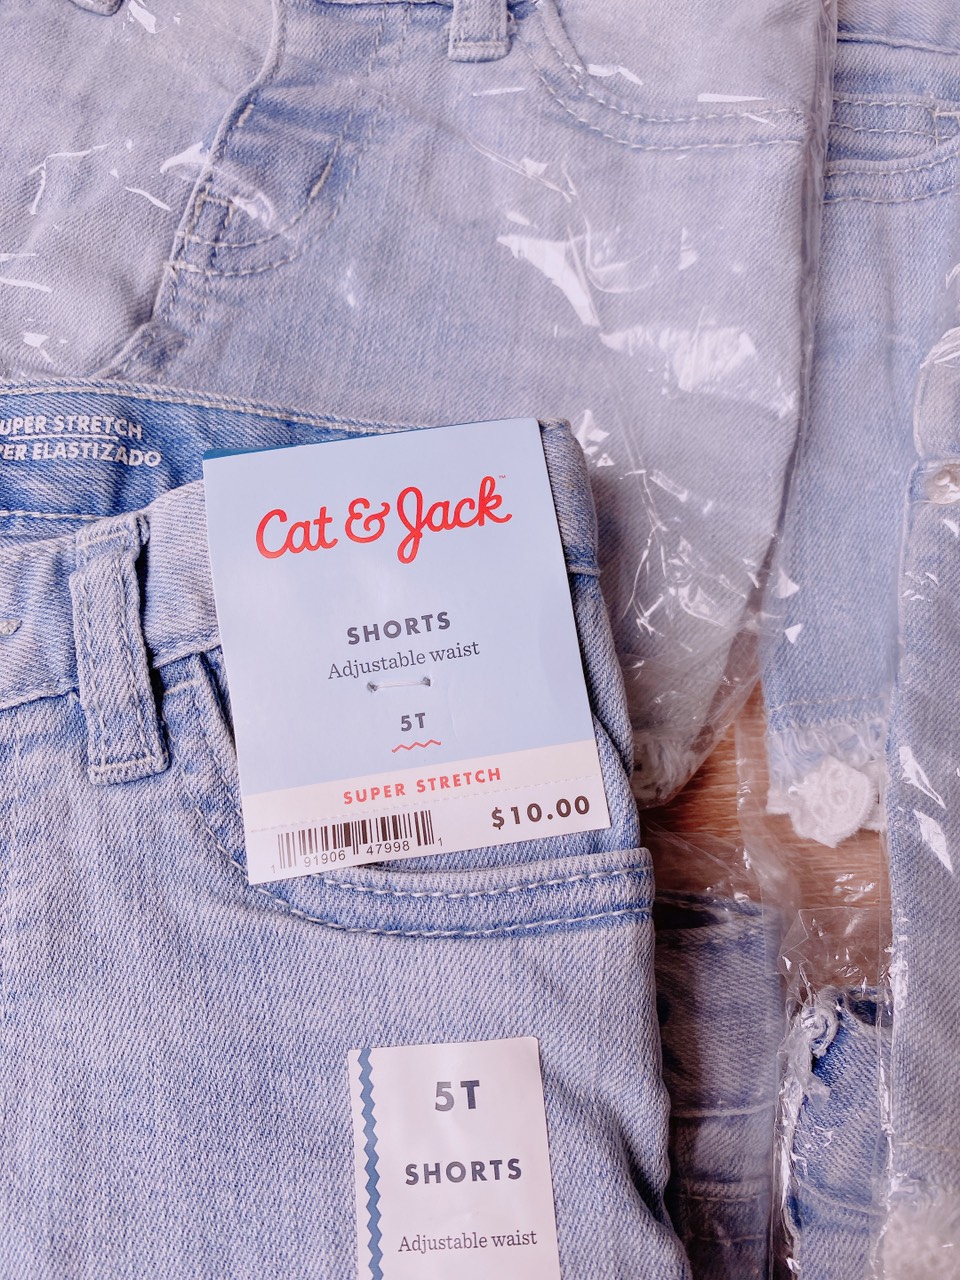 UPER STRETCH
PER ELASTIZADO
Cat & Jack™
SHORTS
Adjustable waist
5T
SUPER STRETCH
$10.00
1 91906 47998 1
5T
SHORTS
Adjustable waist